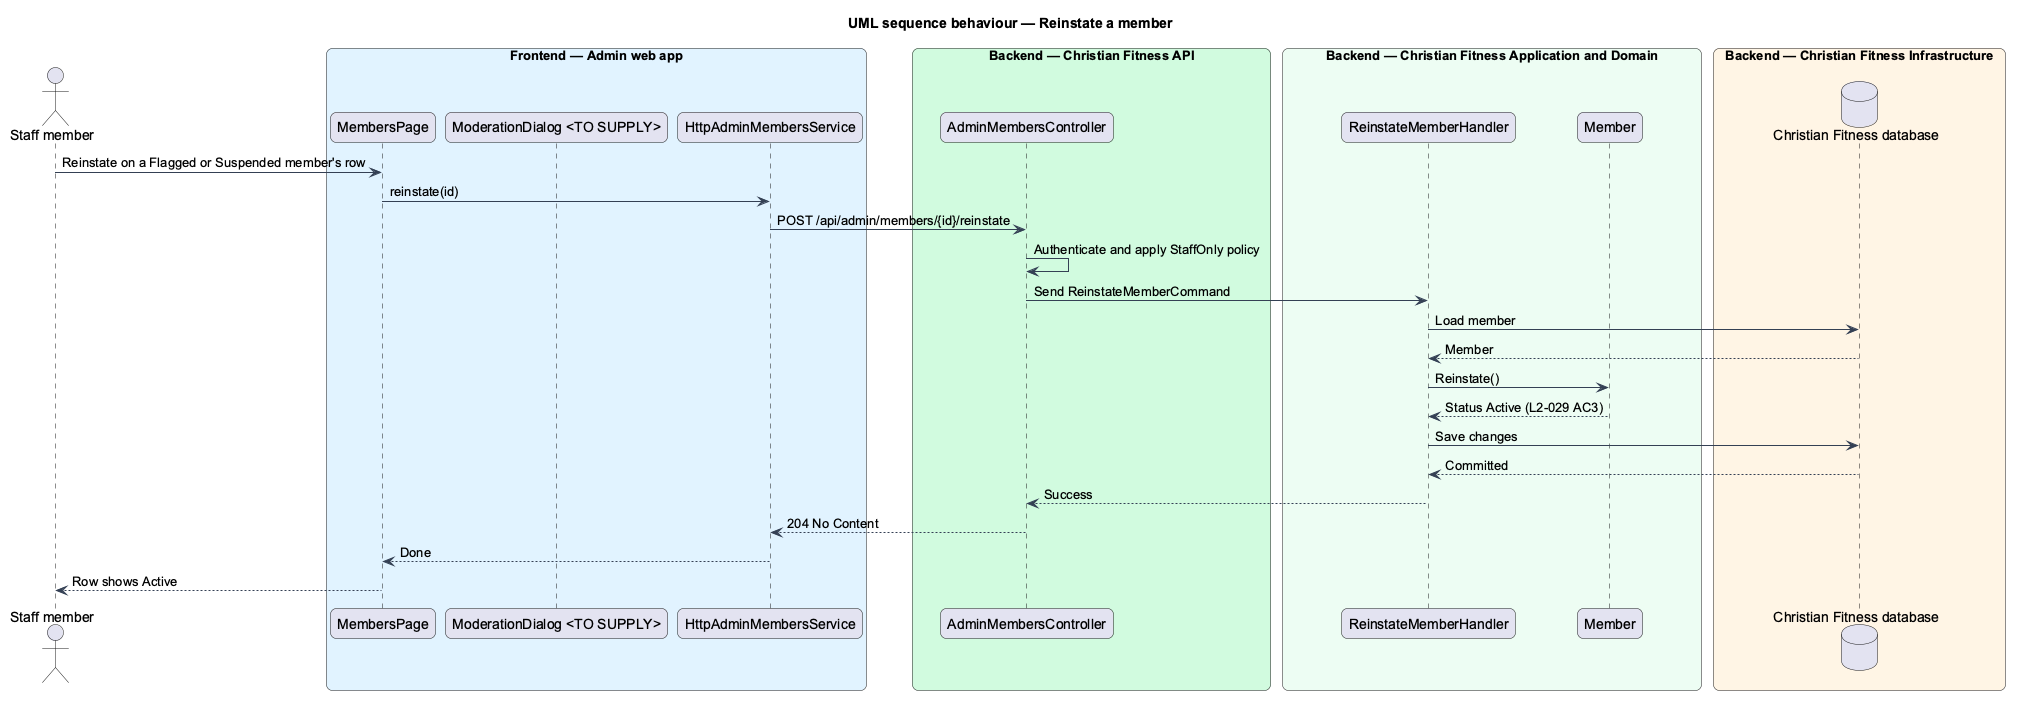 UML sequence behaviour — Reinstate a member
Frontend — Admin web app
Backend — Christian Fitness API
Backend — Christian Fitness Application and Domain
Backend — Christian Fitness Infrastructure
Staff member
MembersPage
ModerationDialog <TO SUPPLY>
HttpAdminMembersService
AdminMembersController
ReinstateMemberHandler
Member
Christian Fitness database
Reinstate on a Flagged or Suspended member's row
reinstate(id)
POST /api/admin/members/{id}/reinstate
Authenticate and apply StaffOnly policy
Send ReinstateMemberCommand
Load member
Member
Reinstate()
Status Active (L2-029 AC3)
Save changes
Committed
Success
204 No Content
Done
Row shows Active
Staff member
MembersPage
ModerationDialog <TO SUPPLY>
HttpAdminMembersService
AdminMembersController
ReinstateMemberHandler
Member
Christian Fitness database